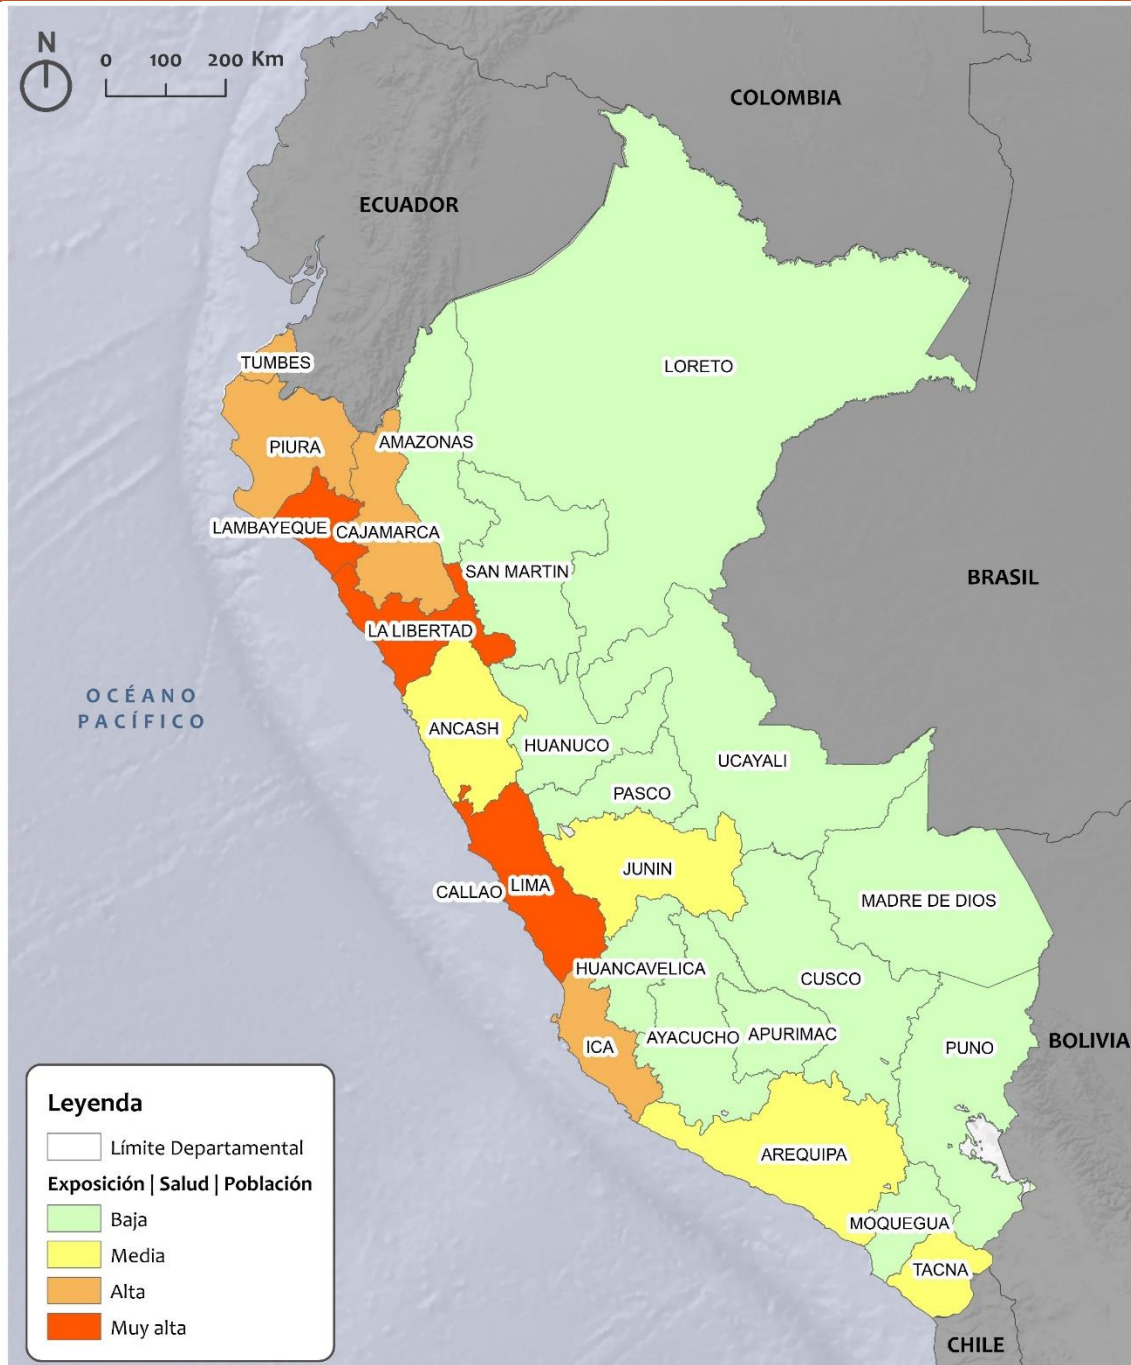 N
0 100 200 Km
COLOMBIA
ECUADOR
TUMBES
LORETO
PIURA
AMAZONAS
LAMBAYEQUE
CAJAMARCA
SAN MARTIN
BRASIL
LA LIBERTAD
OCÉANO
PACÍFICO
ANCASH
HUANUCO
UCAYALI
PASCO
JUNIN
CALLAO
LIMA
MADRE DE DIOS
HUANCAVELICA
CUSCO
ICA
AYACUCHO
APURIMAC
PUNO
BOLIVIA
AREQUIPA
MOQUEGUA
TACNA
CHILE
Leyenda
Límite Departamental
Exposición | Salud | Población
Baja
Media
Alta
Muy alta